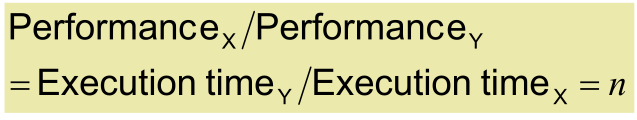 Performance_X/Performance_Y
= Execution time_Y/Execution time_X = n